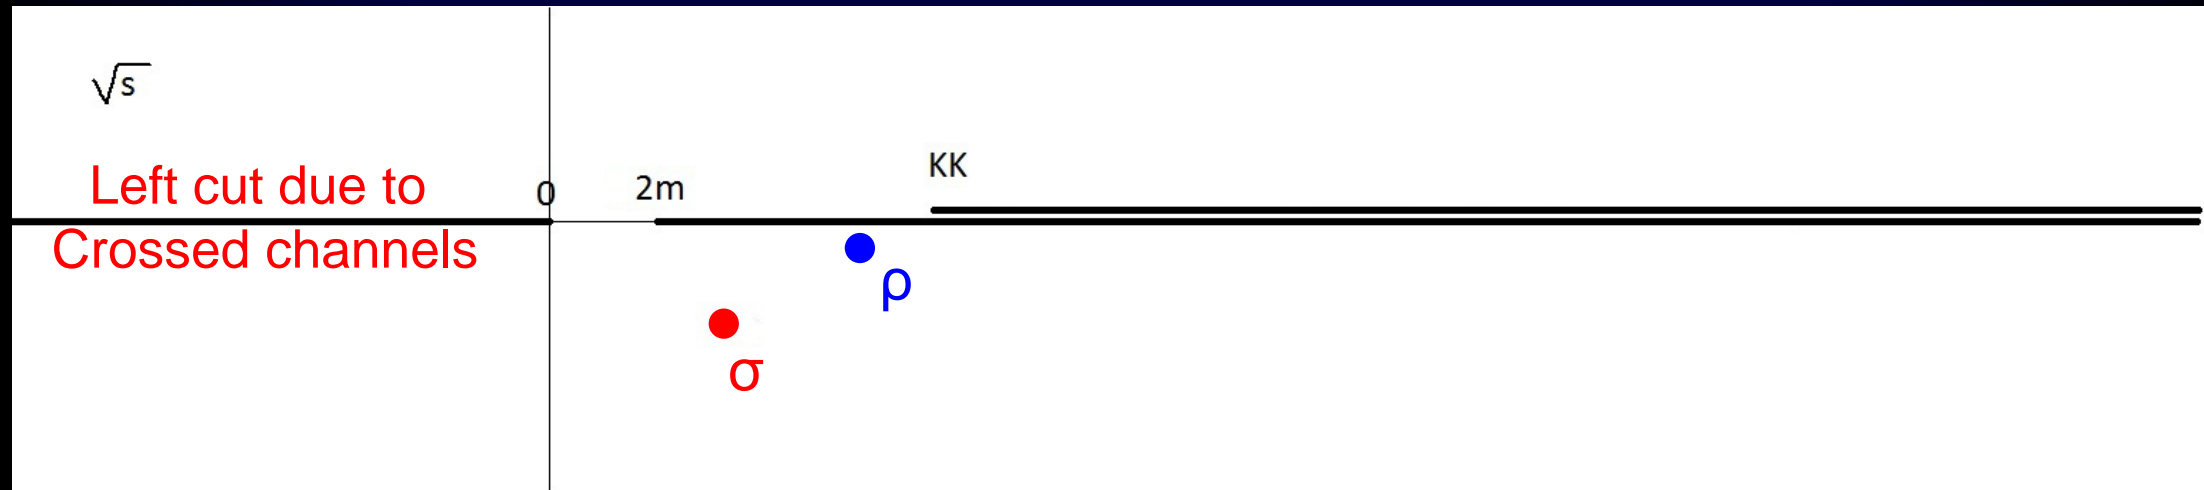 √s
Left cut due to
Crossed channels
0
2m
KK
ρ
σ